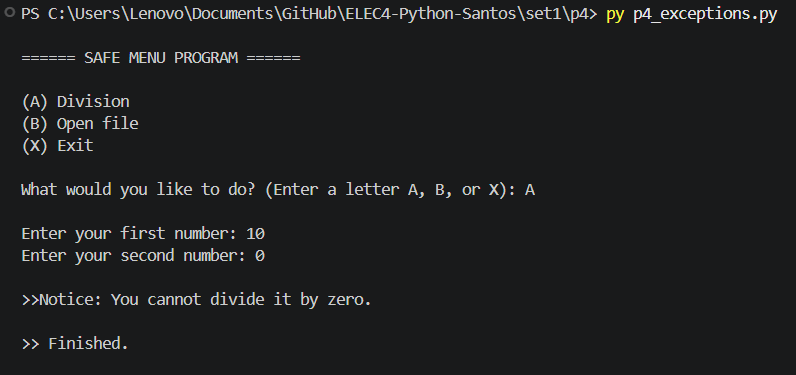 PS C:\Users\Lenovo\Documents\GitHub\ELEC4-Python-Santos\set1\p4> py p4_exceptions.py
====== SAFE MENU PROGRAM ======
(A) Division
(B) Open file
(X) Exit
What would you like to do? (Enter a letter A, B, or X): A
Enter your first number: 10
Enter your second number: 0
>>Notice: You cannot divide it by zero.
>> Finished.